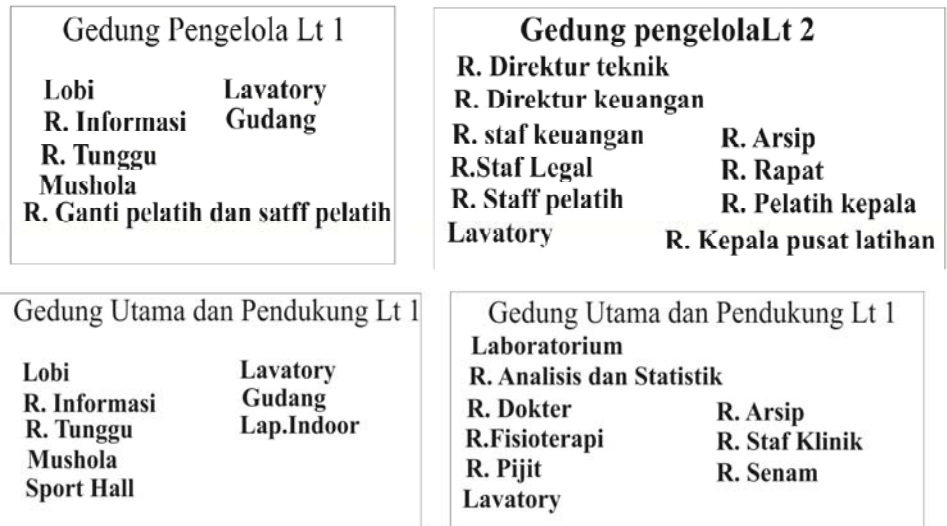 Gedung Pengelola Lt 1
Lobi
R. Informasi
R. Tunggu
Mushola
R. Ganti pelatih dan satff pelatih
Lavatory
Gudang
Gedung pengelolaLt 2
R. Direktur teknik
R. Direktur keuangan
R. staf keuangan
R.Staf Legal
R. Staff pelatih
Lavatory
R. Arsip
R. Rapat
R. Pelatih kepala
R. Kepala pusat latihan
Gedung Utama dan Pendukung Lt 1
Lobi
R. Informasi
R. Tunggu
Mushola
Sport Hall
Lavatory
Gudang
Lap.Indoor
Gedung Utama dan Pendukung Lt 1
Laboratorium
R. Analisis dan Statistik
R. Dokter
R.Fisioterapi
R. Pijit
Lavatory
R. Arsip
R. Staf Klinik
R. Senam